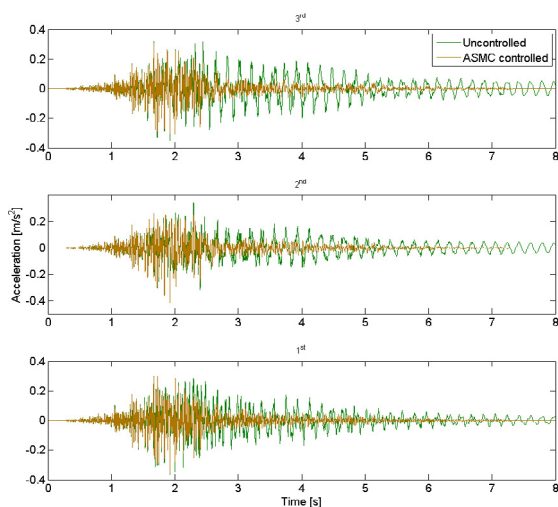 3rd
0.4
0.2
0
-0.2
-0.4
Uncontrolled
ASMC controlled
0 1 2 3 4 5 6 7 8
2nd
Acceleration [m/s²]
0.2
0
-0.2
-0.4
0 1 2 3 4 5 6 7 8
1st
0.4
0.2
0
-0.2
-0.4
0 1 2 3 4 5 6 7 8
Time [s]